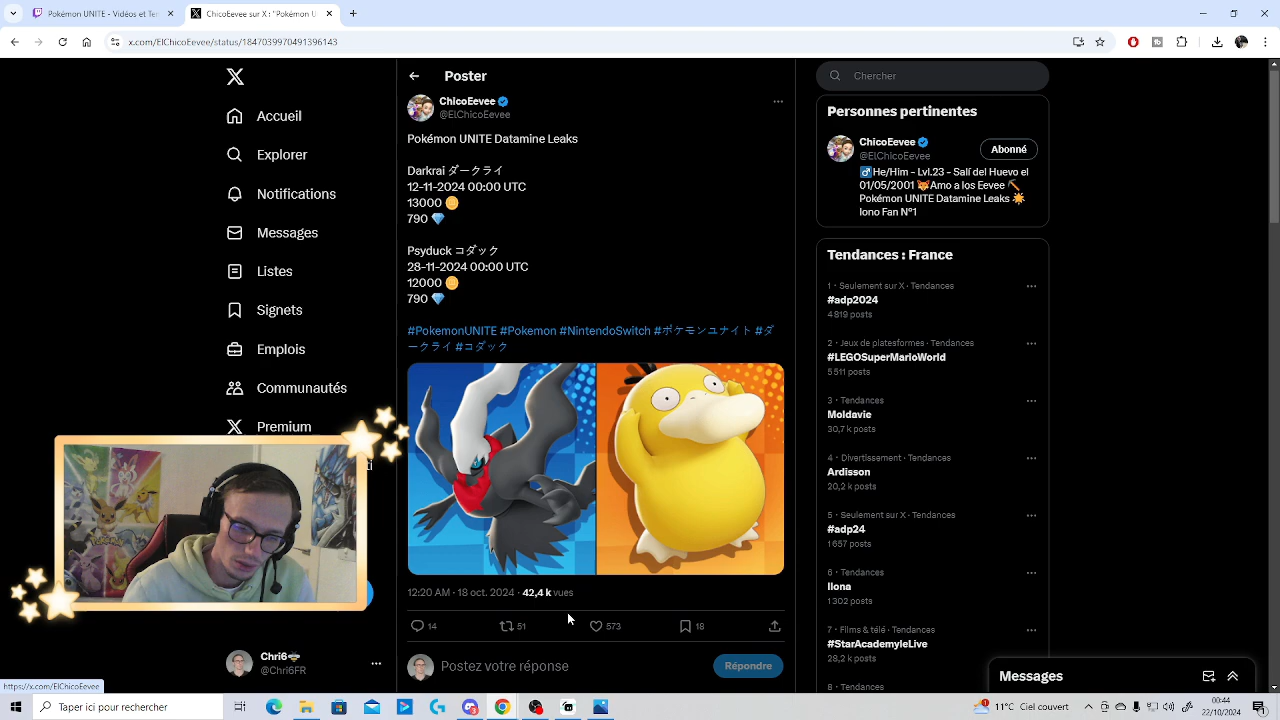 Pokémon UNITE - Vidéos et Ter
ChicoEevee sur X : "Pokémon U
x.com/ElChicoEevee/status/1847039970491396143
Accueil
Explorer
Notifications
Messages
Listes
Signets
Emplois
Communautés
Premium
Chri6
@Chri6FR
Poster
ChicoEevee
@ElChicoEevee
Pokémon UNITE Datamine Leaks
Darkrai ダークライ
12-11-2024 00:00 UTC
13000 🪙
790 💎
Psyduck コダック
28-11-2024 00:00 UTC
12000 🪙
790 💎
#PokemonUNITE #Pokemon #NintendoSwitch #ポケモンユナイト #ダ
ークライ #コダック
12:20 AM · 18 oct. 2024 · 42,4 k vues
14 51 573 18
Postez votre réponse
Répondre
Chercher
Personnes pertinentes
ChicoEevee
@ElChicoEevee
Abonné
♂️He/Him - Lvl.23 - Salí del Huevo el
01/05/2001 🦊Amo a los Eevee ⛏️
Pokémon UNITE Datamine Leaks ☀️
Iono Fan Nº1
Tendances : France
1 · Seulement sur X · Tendances
#adp2024
4 819 posts
2 · Jeux de plateformes · Tendances
#LEGOSuperMarioWorld
5 511 posts
3 · Tendances
Moldavie
30,7 k posts
4 · Divertissement · Tendances
Ardisson
20,2 k posts
5 · Seulement sur X · Tendances
#adp24
1 657 posts
6 · Tendances
Ilona
1 302 posts
7 · Films & télé · Tendances
#StarAcademyleLive
28,2 k posts
8 · Tendances
Messages
https://x.com/ElChicoEevee
Taper ici pour rechercher
11°C Ciel couvert
00:44
22/10/2024